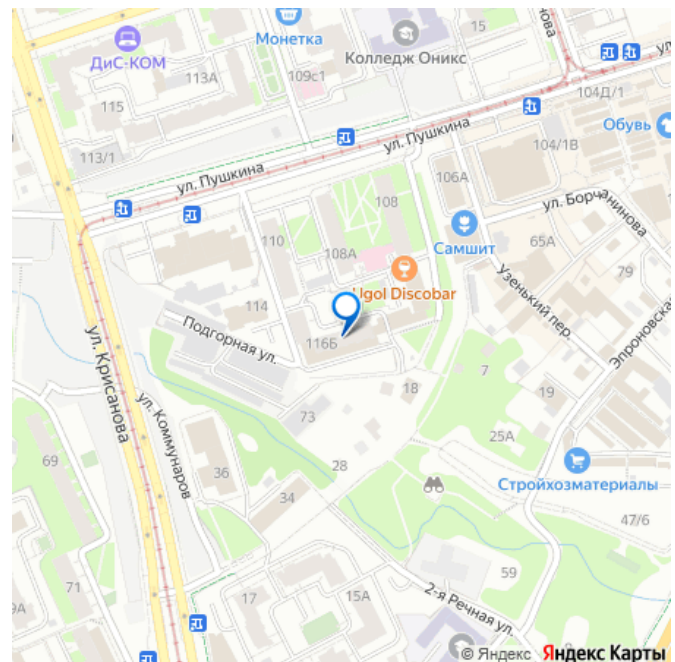 Монетка
15
15
ДиС-КОМ
113А
109с1
Колледж Оникс
115
104Д/1
Обувь
104/1В
113/1
ул. Пушкина
ул. Пушкина
106А
108
ул. Борчанинова
110
108А
Самшит
65А
79
Ugol Discobar
Узенький пер.
114
Подгорная ул.
116Б
Эпроновская
ул. Крисанова
ул. Коммунаров
18
7
19
73
25А
69
36
28
Стройхозматериалы
34
47/6
71
59
17
15А
2-я Речная ул.
© Яндекс Яндекс Карты